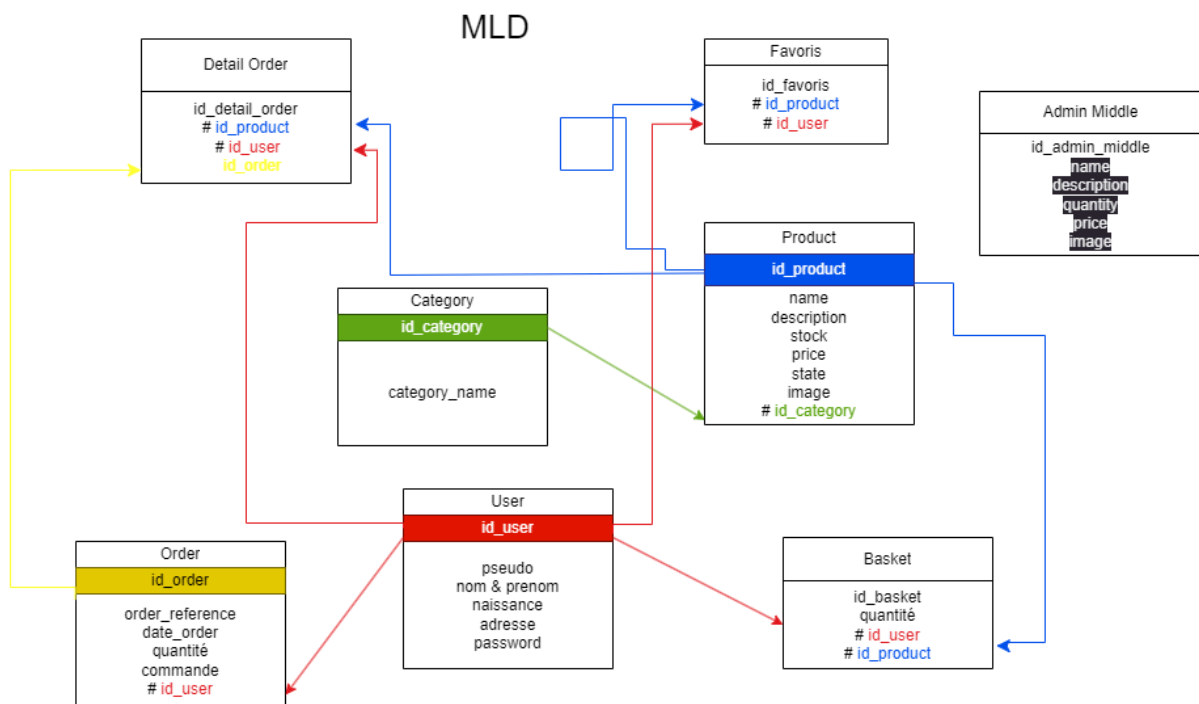 MLD
Detail Order
id_detail_order
# id_product
# id_user
id_order
Favoris
id_favoris
# id_product
# id_user
Admin Middle
id_admin_middle
name
description
quantity
price
image
Product
id_product
name
description
stock
price
state
image
# id_category
Category
id_category
category_name
User
id_user
pseudo
nom & prenom
naissance
adresse
password
Order
id_order
order_reference
date_order
quantité
commande
# id_user
Basket
id_basket
quantité
# id_user
# id_product